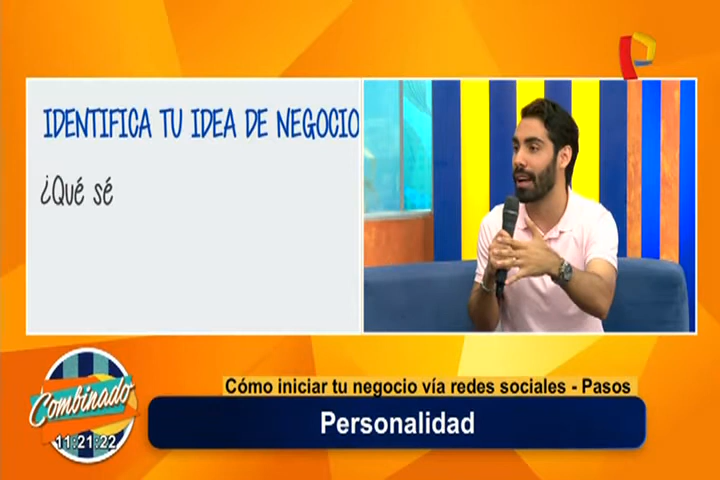 IDENTIFICA TU IDEA DE NEGOCIO
¿Qué sé
Cómo iniciar tu negocio vía redes sociales - Pasos
Personalidad
Combinado
11:21:22